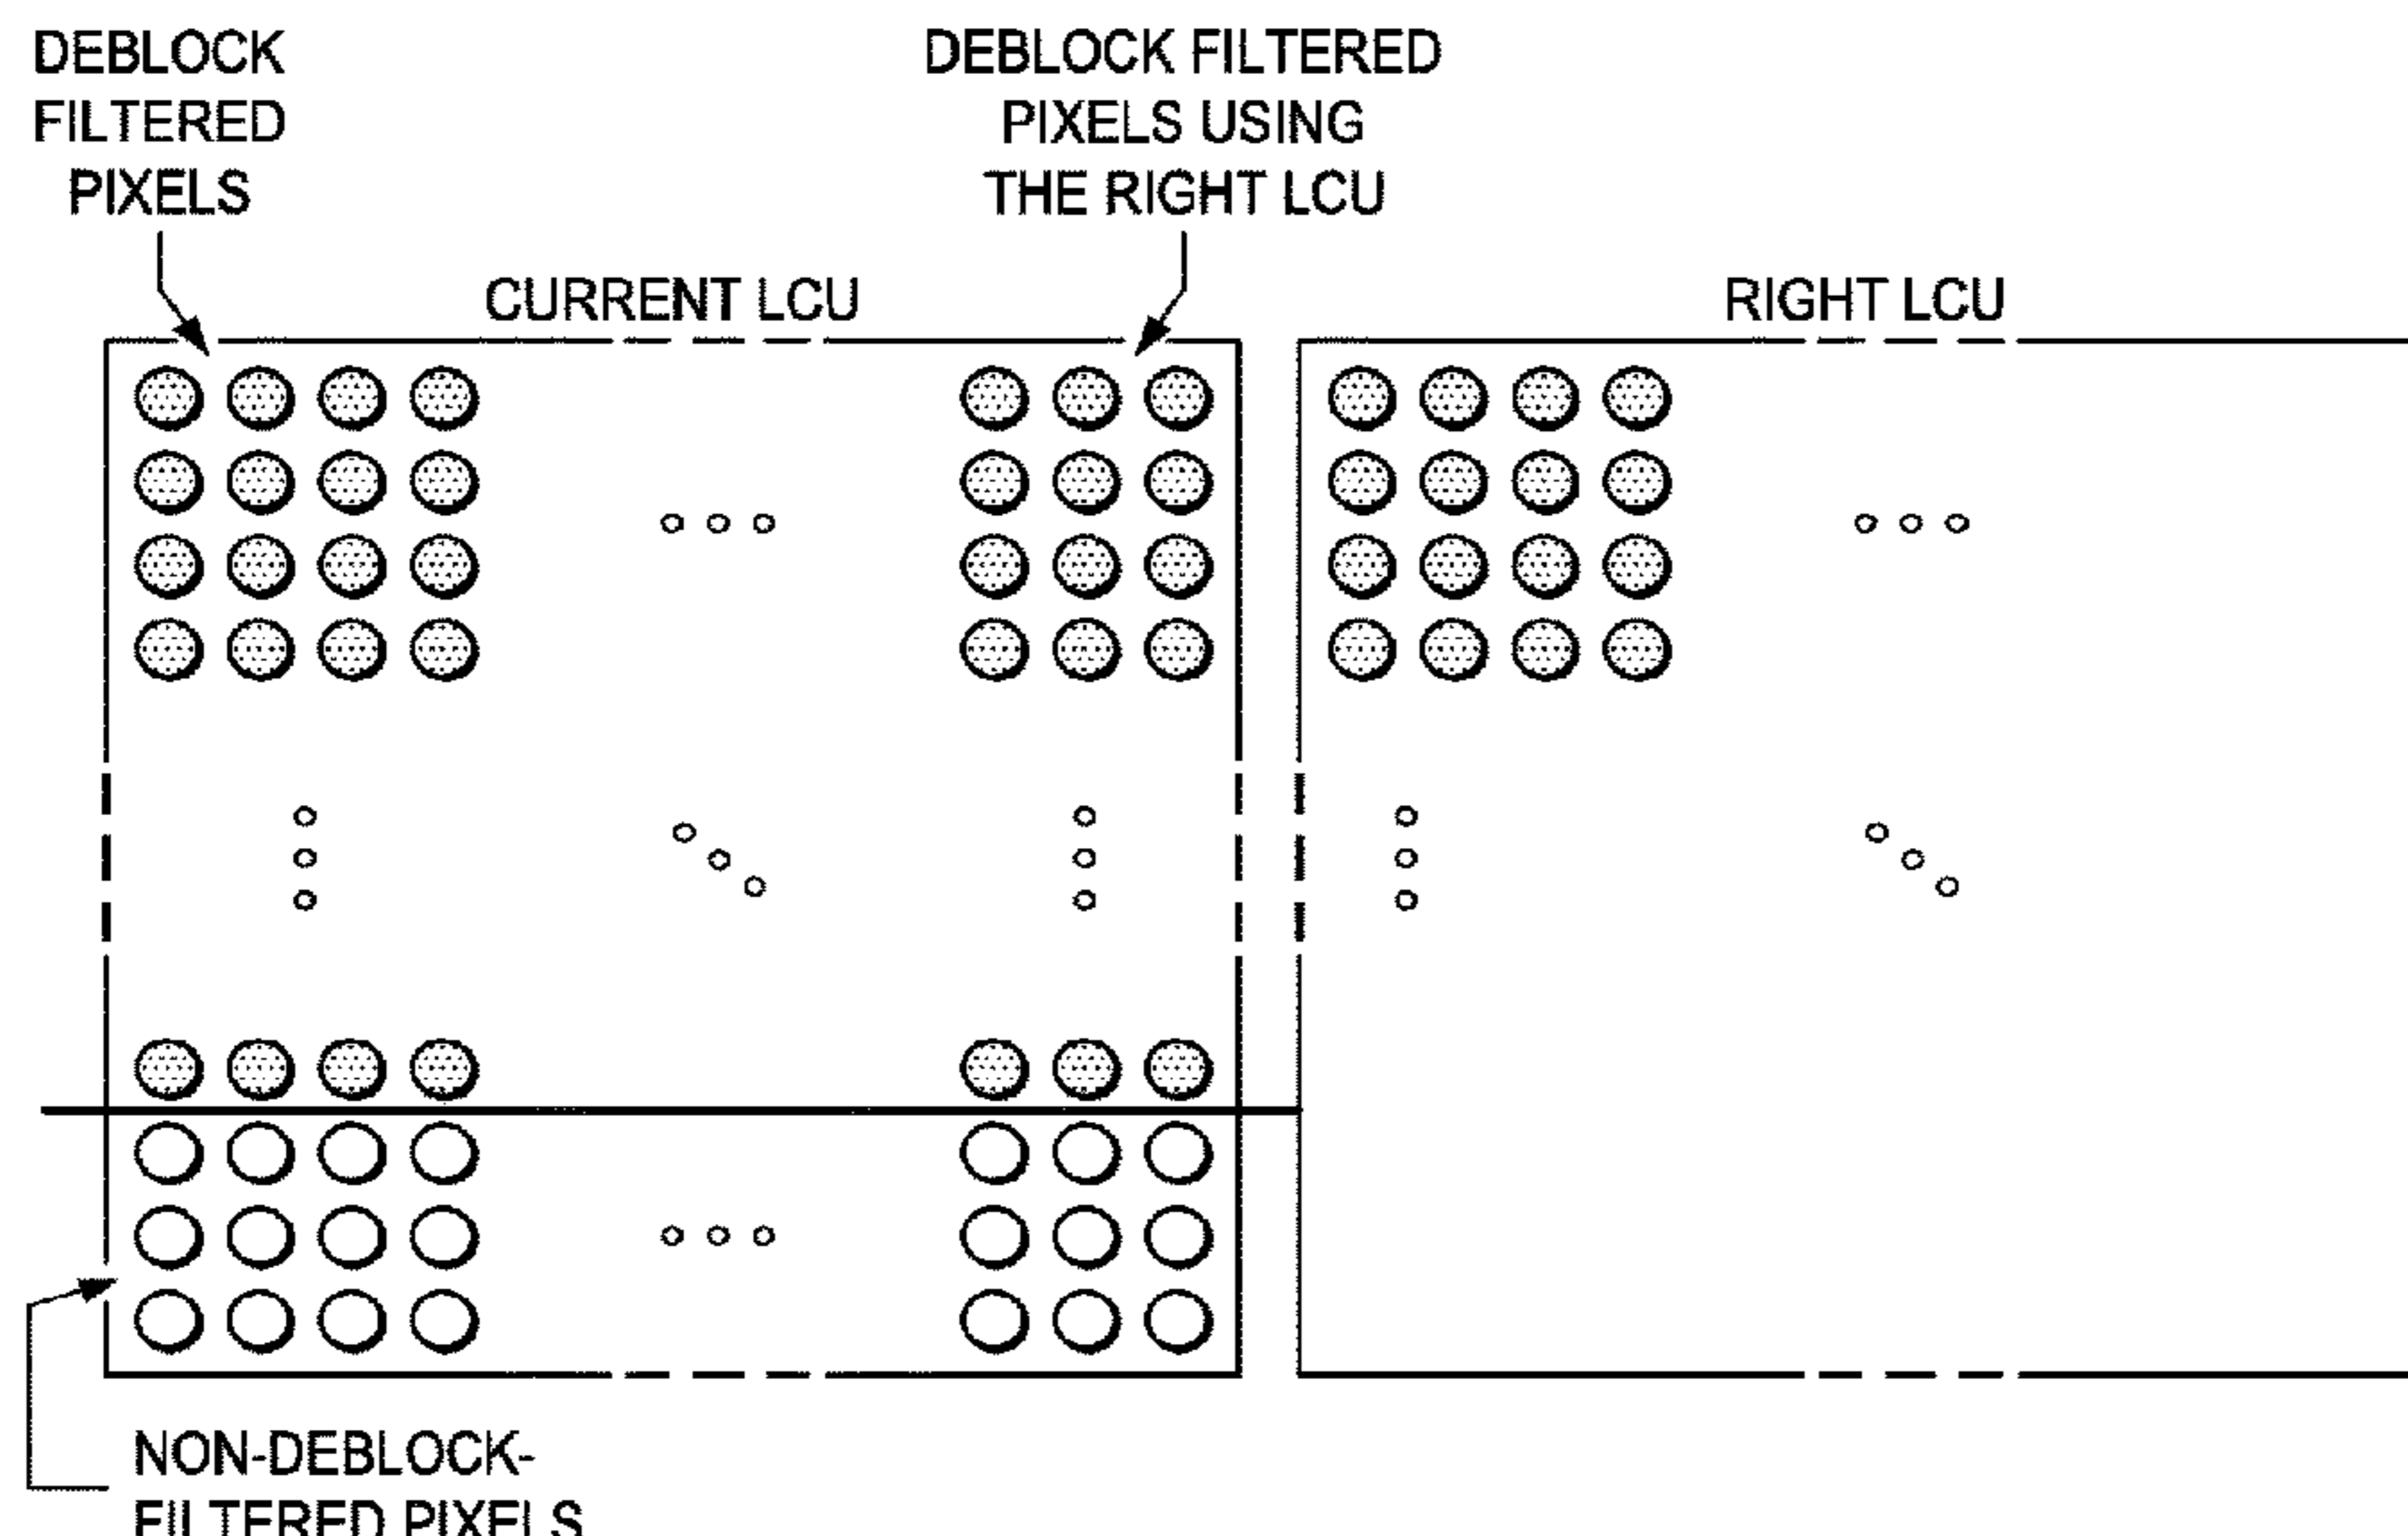 DEBLOCK
FILTERED
PIXELS
DEBLOCK FILTERED
PIXELS USING
THE RIGHT LCU
CURRENT LCU
RIGHT LCU
NON-DEBLOCK-
FILTERED PIXELS